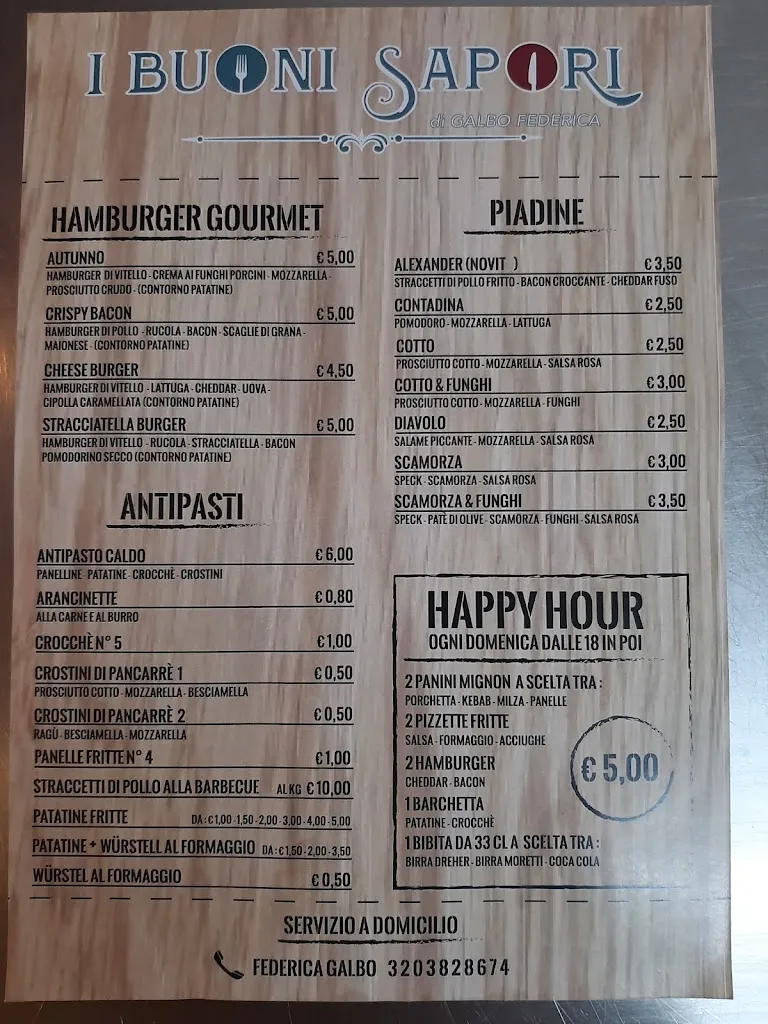 I BUONI SAPORI
di GALBO FEDERICA
HAMBURGER GOURMET
AUTUNNO € 5,00
HAMBURGER DI VITELLO - CREMA AI FUNGHI PORCINI - MOZZARELLA -
PROSCIUTTO CRUDO - (CONTORNO PATATINE)
CRISPY BACON € 5,00
HAMBURGER DI POLLO - RUCOLA - BACON - SCAGLIE DI GRANA -
MAIONESE - (CONTORNO PATATINE)
CHEESE BURGER € 4,50
HAMBURGER DI VITELLO - LATTUGA - CHEDDAR - UOVA -
CIPOLLA CARAMELLATA (CONTORNO PATATINE)
STRACCIATELLA BURGER € 5,00
HAMBURGER DI VITELLO - RUCOLA - STRACCIATELLA - BACON
POMODORINO SECCO (CONTORNO PATATINE)
ANTIPASTI
ANTIPASTO CALDO € 6,00
PANELLINE - PATATINE - CROCCHÈ - CROSTINI
ARANCINETTE € 0,80
ALLA CARNE E AL BURRO
CROCCHÈ N° 5 € 1,00
CROSTINI DI PANCARRÈ 1 € 0,50
PROSCIUTTO COTTO - MOZZARELLA - BESCIAMELLA
CROSTINI DI PANCARRÈ 2 € 0,50
RAGÙ - BESCIAMELLA - MOZZARELLA
PANELLE FRITTE N° 4 € 1,00
STRACCETTI DI POLLO ALLA BARBECUE AL KG € 10,00
PATATINE FRITTE DA : € 1,00 - 1,50 - 2,00 - 3,00 - 4,00 - 5,00
PATATINE + WÜRSTELL AL FORMAGGIO DA : € 1,50 - 2,00 - 3,50
WÜRSTEL AL FORMAGGIO € 0,50
PIADINE
ALEXANDER (NOVIT ) € 3,50
STRACCETTI DI POLLO FRITTO - BACON CROCCANTE - CHEDDAR FUSO
CONTADINA € 2,50
POMODORO - MOZZARELLA - LATTUGA
COTTO € 2,50
PROSCIUTTO COTTO - MOZZARELLA - SALSA ROSA
COTTO & FUNGHI € 3,00
PROSCIUTTO COTTO - MOZZARELLA - FUNGHI
DIAVOLO € 2,50
SALAME PICCANTE - MOZZARELLA - SALSA ROSA
SCAMORZA € 3,00
SPECK - SCAMORZA - SALSA ROSA
SCAMORZA & FUNGHI € 3,50
SPECK - PATÈ DI OLIVE - SCAMORZA - FUNGHI - SALSA ROSA
HAPPY HOUR
OGNI DOMENICA DALLE 18 IN POI
2 PANINI MIGNON A SCELTA TRA :
PORCHETTA - KEBAB - MILZA - PANELLE
2 PIZZETTE FRITTE
SALSA - FORMAGGIO - ACCIUGHE
2 HAMBURGER
CHEDDAR - BACON
1 BARCHETTA
PATATINE - CROCCHÈ
1 BIBITA DA 33 CL A SCELTA TRA :
BIRRA DREHER - BIRRA MORETTI - COCA COLA
€ 5,00
SERVIZIO A DOMICILIO
FEDERICA GALBO 3203828674